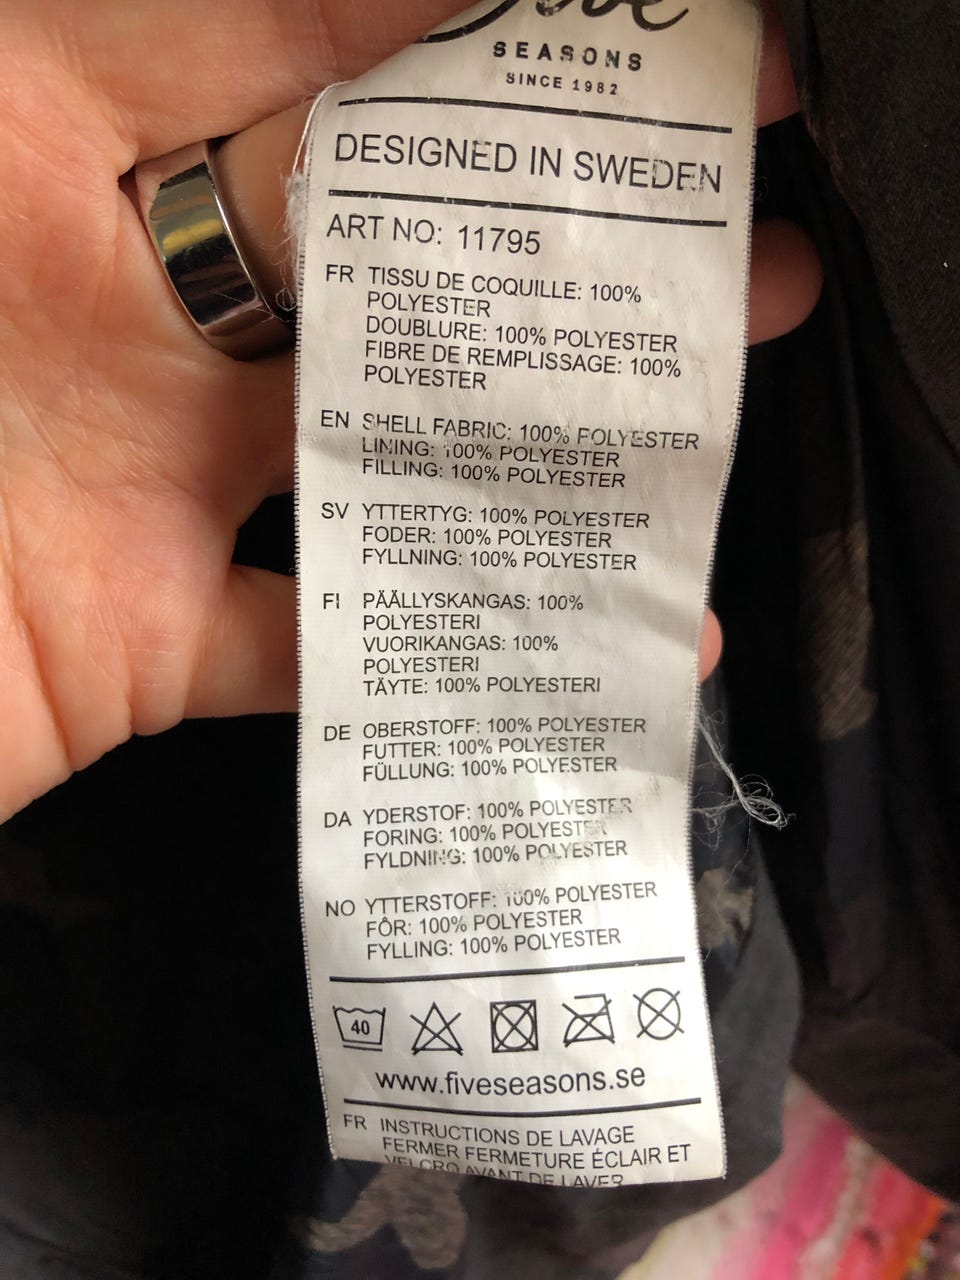 Five
SEASONS
SINCE 1982
DESIGNED IN SWEDEN
ART NO: 11795
FR TISSU DE COQUILLE: 100%
POLYESTER
DOUBLURE: 100% POLYESTER
FIBRE DE REMPLISSAGE: 100%
POLYESTER
EN SHELL FABRIC: 100% POLYESTER
LINING: 100% POLYESTER
FILLING: 100% POLYESTER
SV YTTERTYG: 100% POLYESTER
FODER: 100% POLYESTER
FYLLNING: 100% POLYESTER
FI PÄÄLLYSKANGAS: 100%
POLYESTERI
VUORIKANGAS: 100%
POLYESTERI
TÄYTE: 100% POLYESTERI
DE OBERSTOFF: 100% POLYESTER
FUTTER: 100% POLYESTER
FÜLLUNG: 100% POLYESTER
DA YDERSTOF: 100% POLYESTER
FORING: 100% POLYESTER
FYLDNING: 100% POLYESTER
NO YTTERSTOFF: 100% POLYESTER
FÔR: 100% POLYESTER
FYLLING: 100% POLYESTER
40
www.fiveseasons.se
FR INSTRUCTIONS DE LAVAGE
FERMER FERMETURE ÉCLAIR ET
VELCRO AVANT DE LAVER